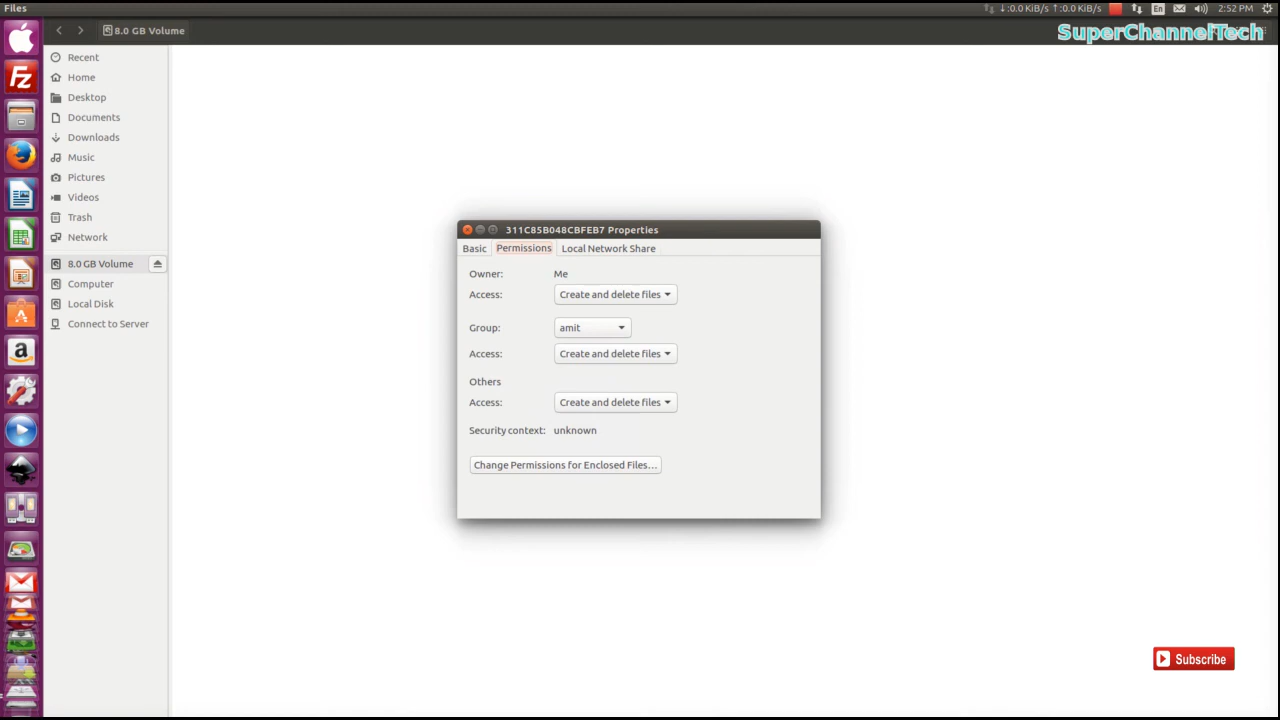 Files
↓:0.0 KiB/s ↑:0.0 KiB/s
En
2:52 PM
8.0 GB Volume
SuperChannelTech
Recent
Home
Desktop
Documents
Downloads
Music
Pictures
Videos
Trash
Network
8.0 GB Volume
Computer
Local Disk
Connect to Server
311C85B048CBFEB7 Properties
Basic Permissions Local Network Share
Owner: Me
Access: Create and delete files
Group: amit
Access: Create and delete files
Others
Access: Create and delete files
Security context: unknown
Change Permissions for Enclosed Files...
Subscribe